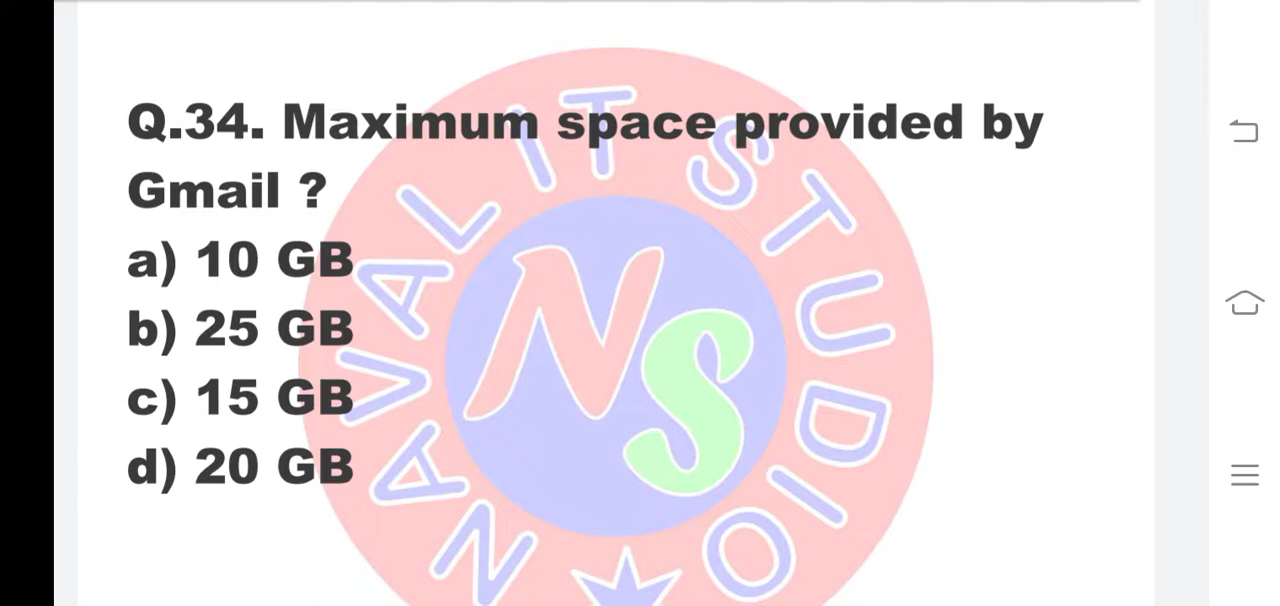 Q.34. Maximum space provided by
Gmail ?
a) 10 GB
b) 25 GB
c) 15 GB
d) 20 GB
NAVAL IT STUDIO
NS